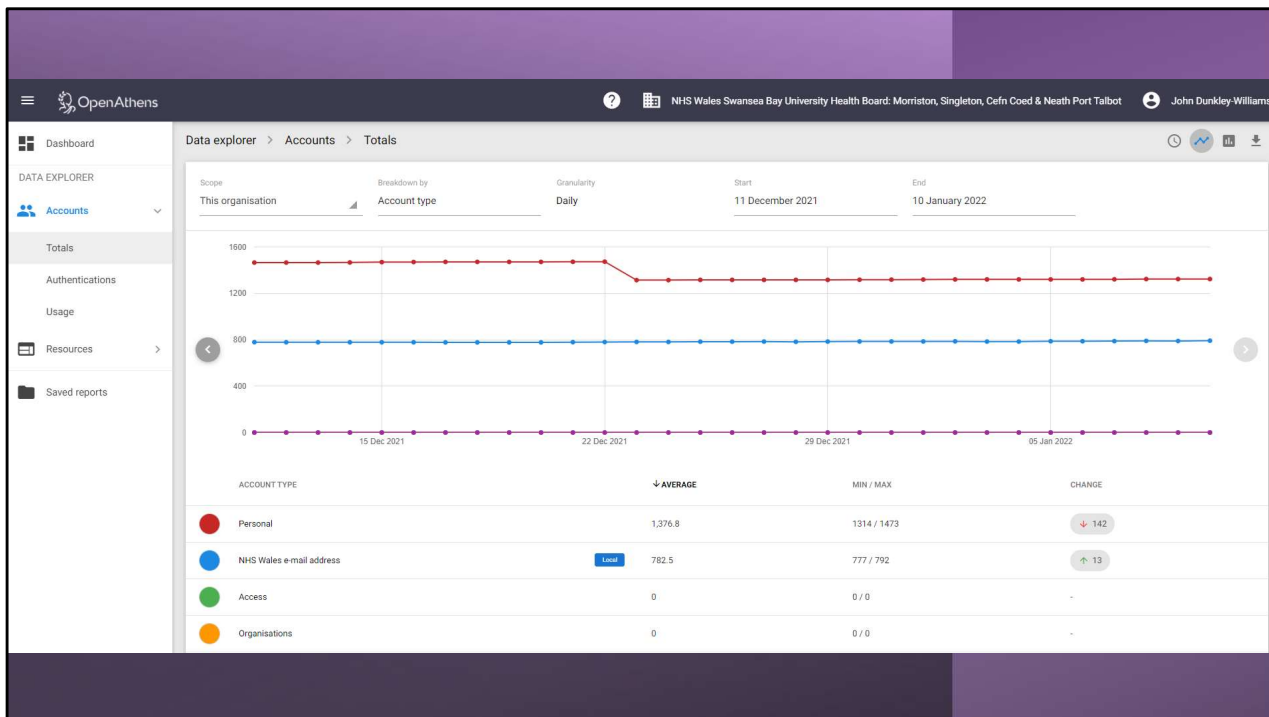 OpenAthens
NHS Wales Swansea Bay University Health Board: Morriston, Singleton, Cefn Coed & Neath Port Talbot
John Dunkley-Williams
Dashboard
DATA EXPLORER
Accounts
Totals
Authentications
Usage
Resources
Saved reports
Data explorer > Accounts > Totals
Scope Breakdown by Granularity Start End
This organisation Account type Daily 11 December 2021 10 January 2022
1600
1200
800
400
0
15 Dec 2021 22 Dec 2021 29 Dec 2021 05 Jan 2022
ACCOUNT TYPE AVERAGE MIN / MAX CHANGE
Personal 1,376.8 1314 / 1473 ↓ 142
NHS Wales e-mail address Local 782.5 777 / 792 ↑ 13
Access 0 0 / 0 -
Organisations 0 0 / 0 -